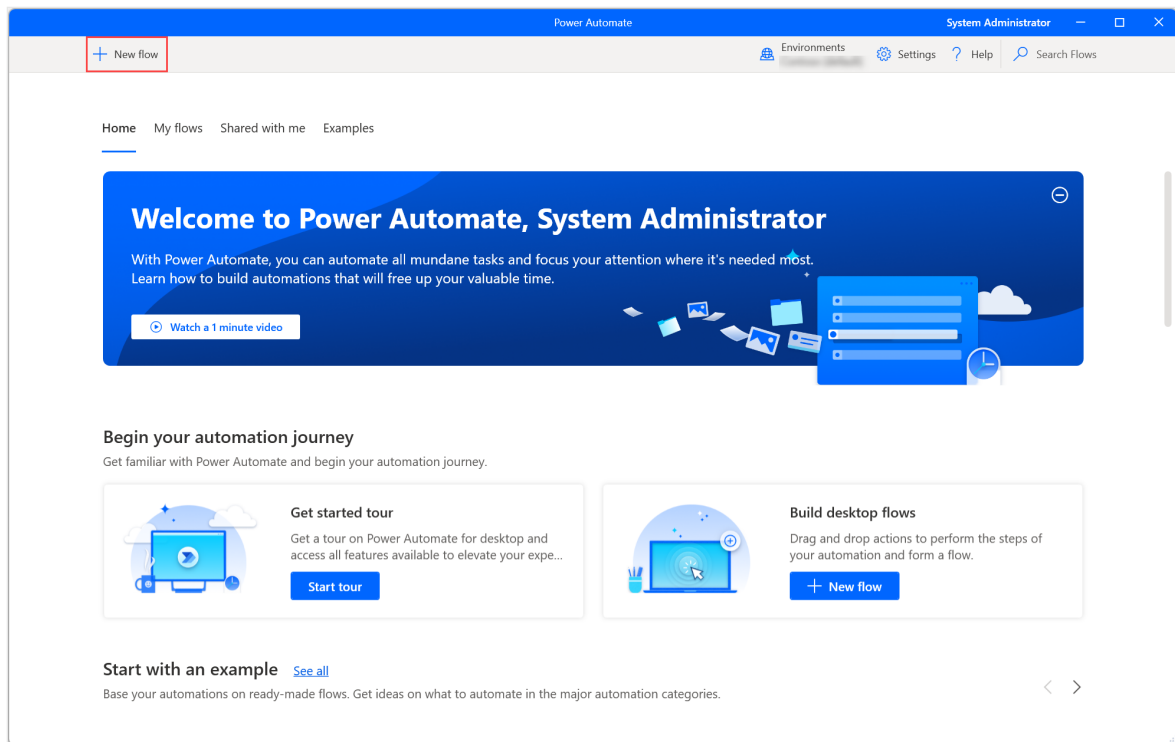 Power Automate
System Administrator
New flow
Environments
Settings
Help
Search Flows
Home
My flows
Shared with me
Examples
Welcome to Power Automate, System Administrator
With Power Automate, you can automate all mundane tasks and focus your attention where it's needed most.
Learn how to build automations that will free up your valuable time.
Watch a 1 minute video
Begin your automation journey
Get familiar with Power Automate and begin your automation journey.
Get started tour
Get a tour on Power Automate for desktop and
access all features available to elevate your expe...
Start tour
Build desktop flows
Drag and drop actions to perform the steps of
your automation and form a flow.
New flow
Start with an example See all
Base your automations on ready-made flows. Get ideas on what to automate in the major automation categories.